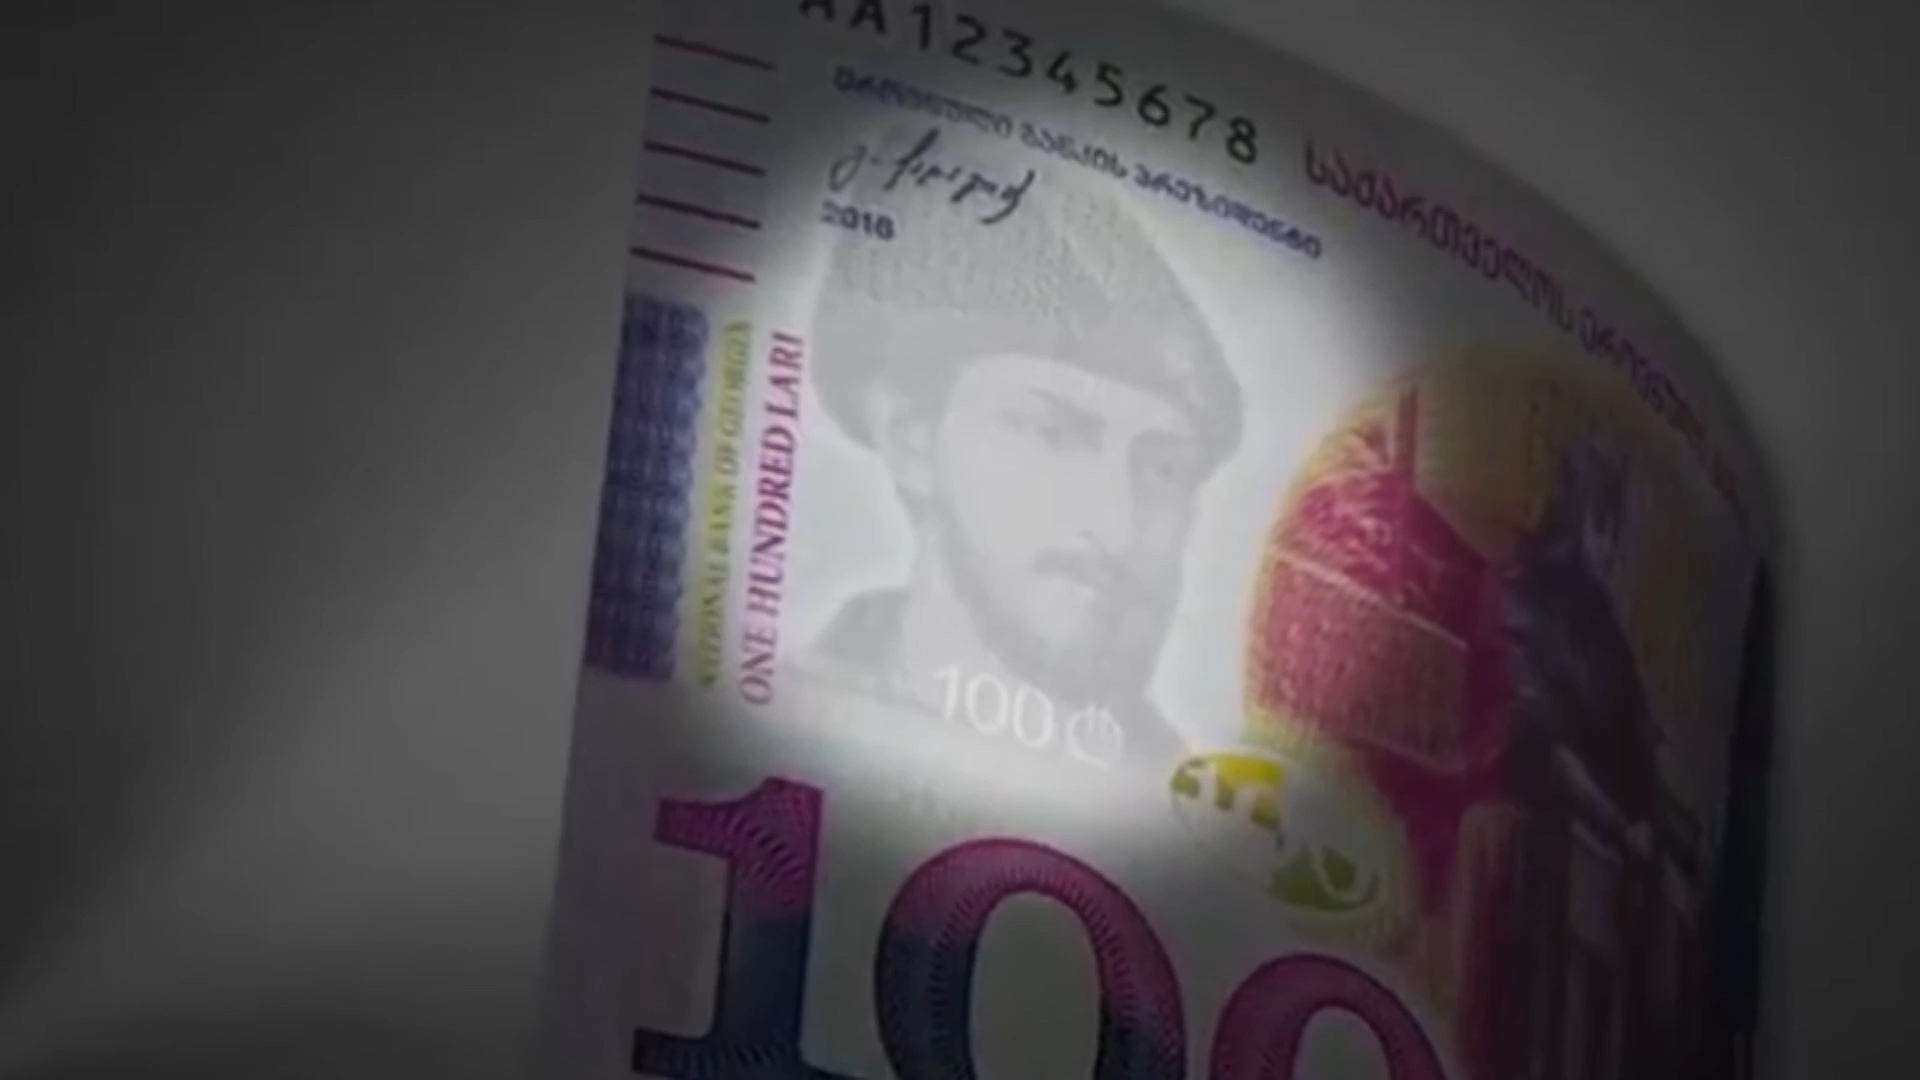 AA12345678
ეროვნული ბანკის პრეზიდენტი
2016
საქართველოს ეროვნული
NATIONAL BANK OF GEORGIA
ONE HUNDRED LARI
100 ₾
100